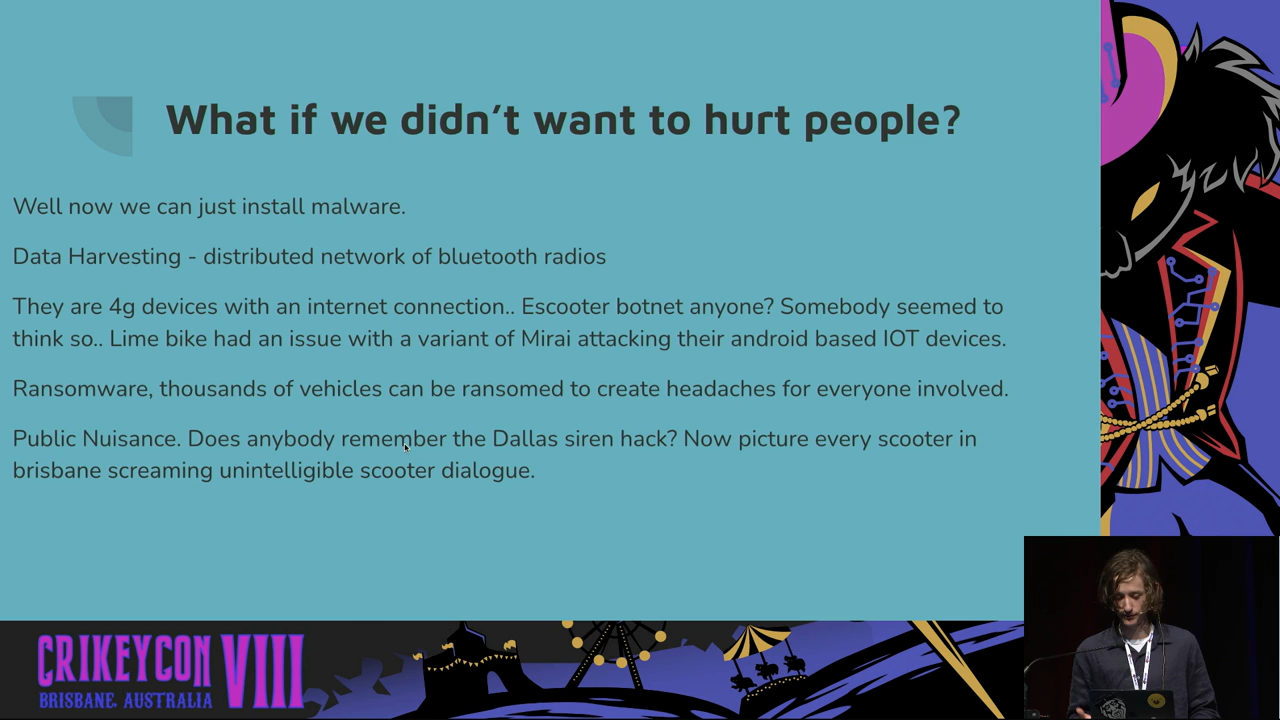 What if we didn't want to hurt people?
Well now we can just install malware.
Data Harvesting - distributed network of bluetooth radios
They are 4g devices with an internet connection.. Escooter botnet anyone? Somebody seemed to
think so.. Lime bike had an issue with a variant of Mirai attacking their android based IOT devices.
Ransomware, thousands of vehicles can be ransomed to create headaches for everyone involved.
Public Nuisance. Does anybody remember the Dallas siren hack? Now picture every scooter in
brisbane screaming unintelligible scooter dialogue.
CRIKEYCON VIII
BRISBANE, AUSTRALIA